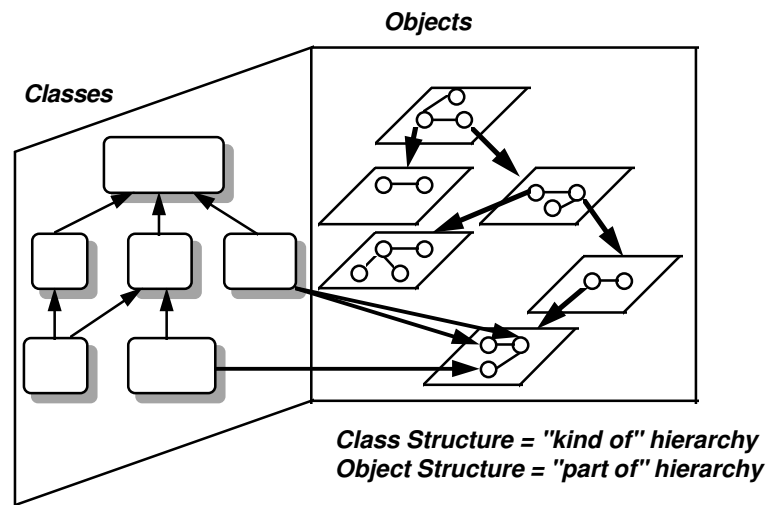 Objects
Classes
Class Structure = "kind of" hierarchy
Object Structure = "part of" hierarchy